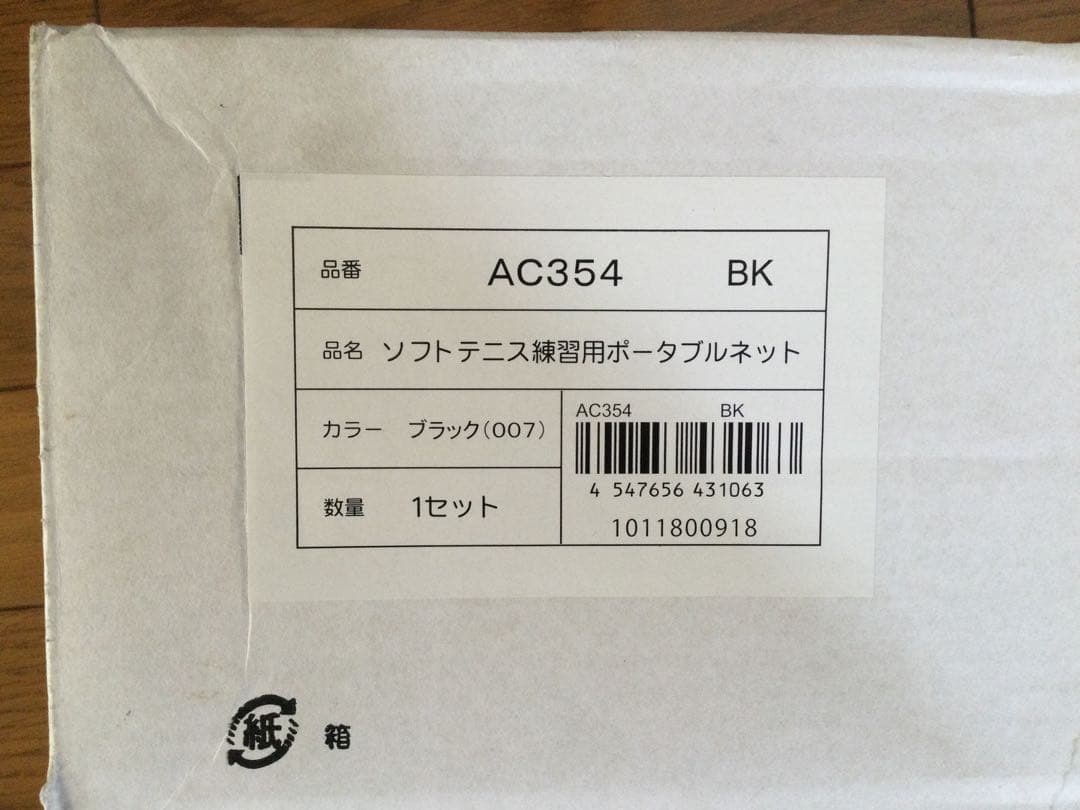 品番 AC354 BK
品名 ソフトテニス練習用ポータブルネット
カラー ブラック(007)
数量 1セット
AC354 BK
4 547656 431063
1011800918
紙 箱